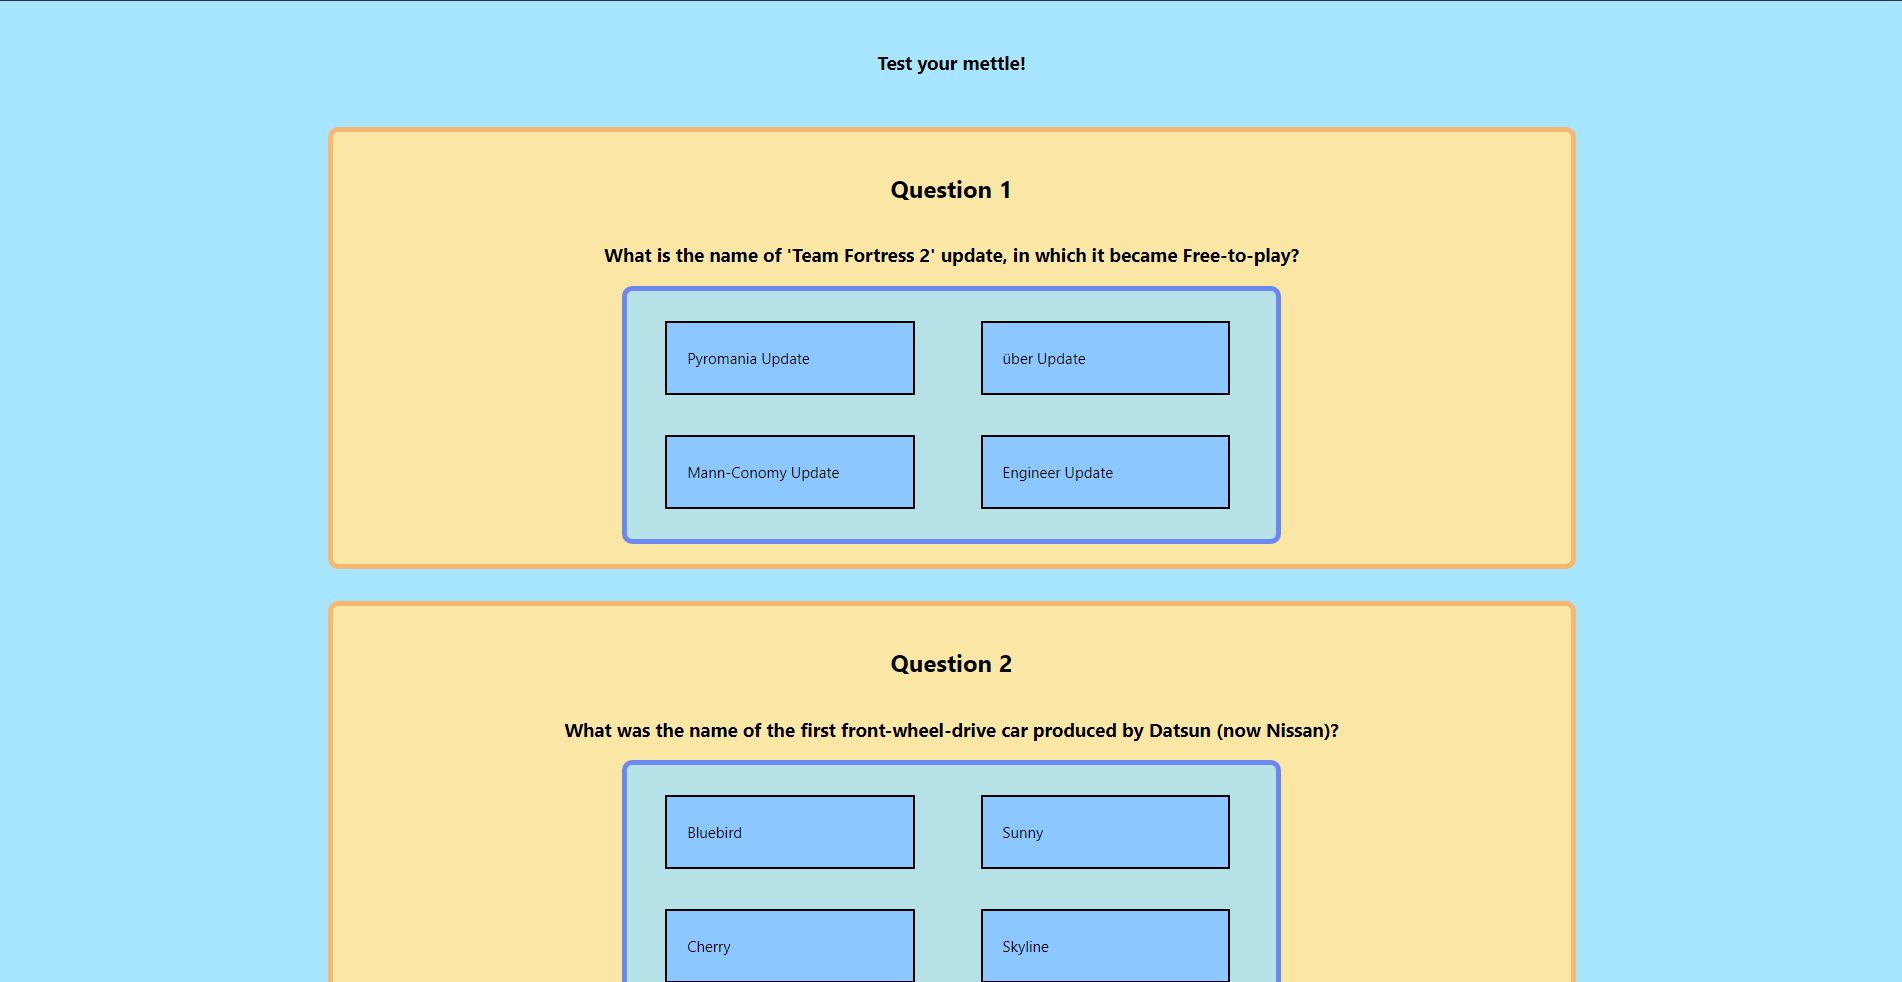 Test your mettle!
Question 1
What is the name of 'Team Fortress 2' update, in which it became Free-to-play?
Pyromania Update
über Update
Mann-Conomy Update
Engineer Update
Question 2
What was the name of the first front-wheel-drive car produced by Datsun (now Nissan)?
Bluebird
Sunny
Cherry
Skyline